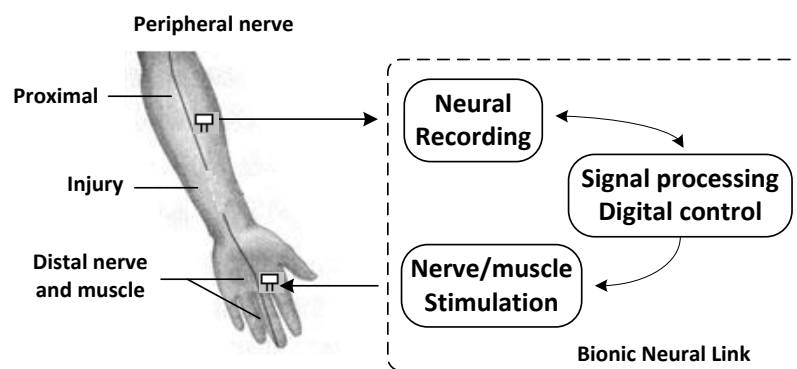 Peripheral nerve
Proximal
Injury
Distal nerve
and muscle
Neural
Recording
Signal processing
Digital control
Nerve/muscle
Stimulation
Bionic Neural Link